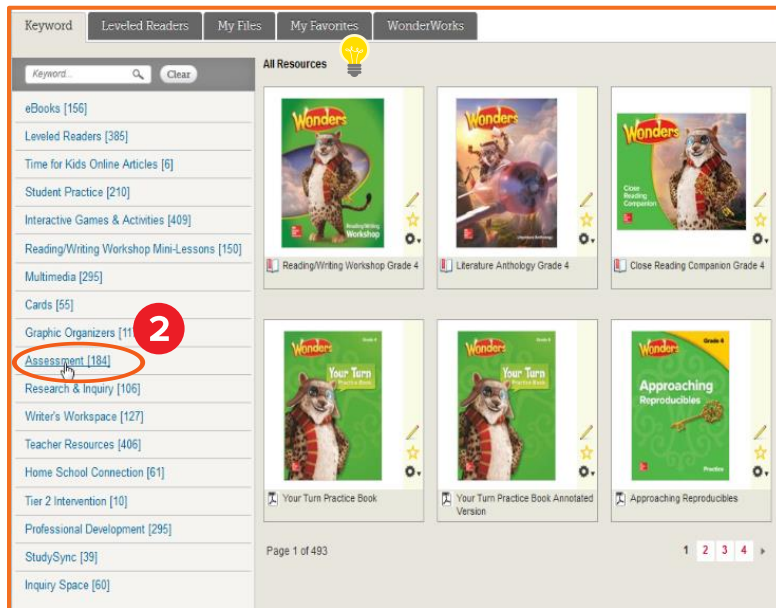 Keyword
Leveled Readers
My Files
My Favorites
WonderWorks
Keyword...
Clear
eBooks [156]
Leveled Readers [385]
Time for Kids Online Articles [6]
Student Practice [210]
Interactive Games & Activities [409]
Reading/Writing Workshop Mini-Lessons [150]
Multimedia [295]
Cards [55]
Graphic Organizers
2
Assessment [184]
Research & Inquiry [106]
Writer's Workspace [127]
Teacher Resources [406]
Home School Connection [61]
Tier 2 Intervention [10]
Professional Development [295]
StudySync [39]
Inquiry Space [60]
All Resources
Wonders
Reading/Writing
Workshop
Reading/Writing Workshop Grade 4
Wonders
Literature Anthology
Literature Anthology Grade 4
Wonders
Close
Reading
Companion
Close Reading Companion Grade 4
Wonders
Your Turn
Practice Book
Your Turn Practice Book
Wonders
Your Turn
Practice Book
Your Turn Practice Book Annotated
Version
Grade 4
Wonders
Approaching
Reproducibles
Practice
Approaching Reproducibles
Page 1 of 493
1 2 3 4